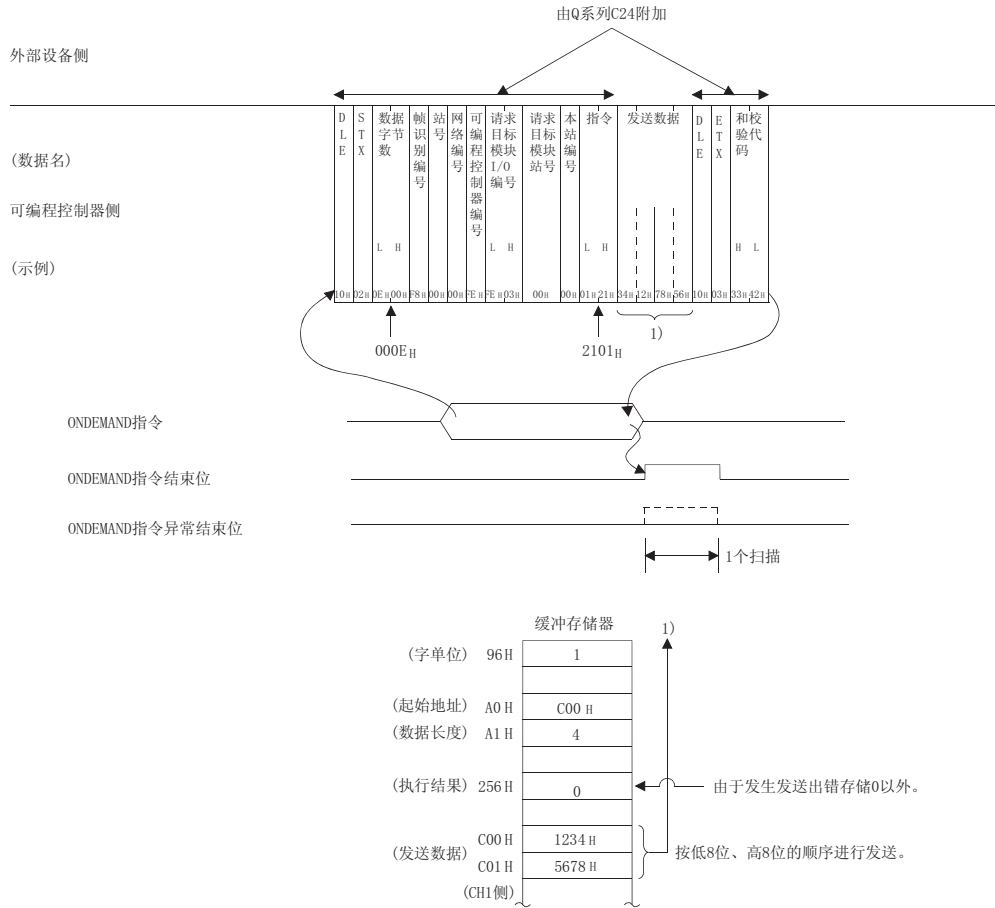 由Q系列C24附加
外部设备侧
(数据名)
DLE
STX
数据字节数
帧识别编号
站号
网络编号
可编程控制器编号
请求目标模块I/O编号
请求目标模块站号
本站编号
指令
发送数据
DLE
ETX
和校验代码
可编程控制器侧
L H
L H
L H
H L
(示例)
10H 02H 0EH 00H F8H 00H 00H FEH FEH 03H 00H 00H 01H 21H 34H 12H 78H 56H 10H 03H 33H 42H
000EH
2101H
1)
ONDEMAND指令
ONDEMAND指令结束位
ONDEMAND指令异常结束位
1个扫描
缓冲存储器
1)
(字单位) 96H 1
(起始地址) A0H C00H
(数据长度) A1H 4
(执行结果) 256H 0
由于发生发送出错存储0以外。
(发送数据)
C00H 1234H
C01H 5678H
按低8位、高8位的顺序进行发送。
(CH1侧)